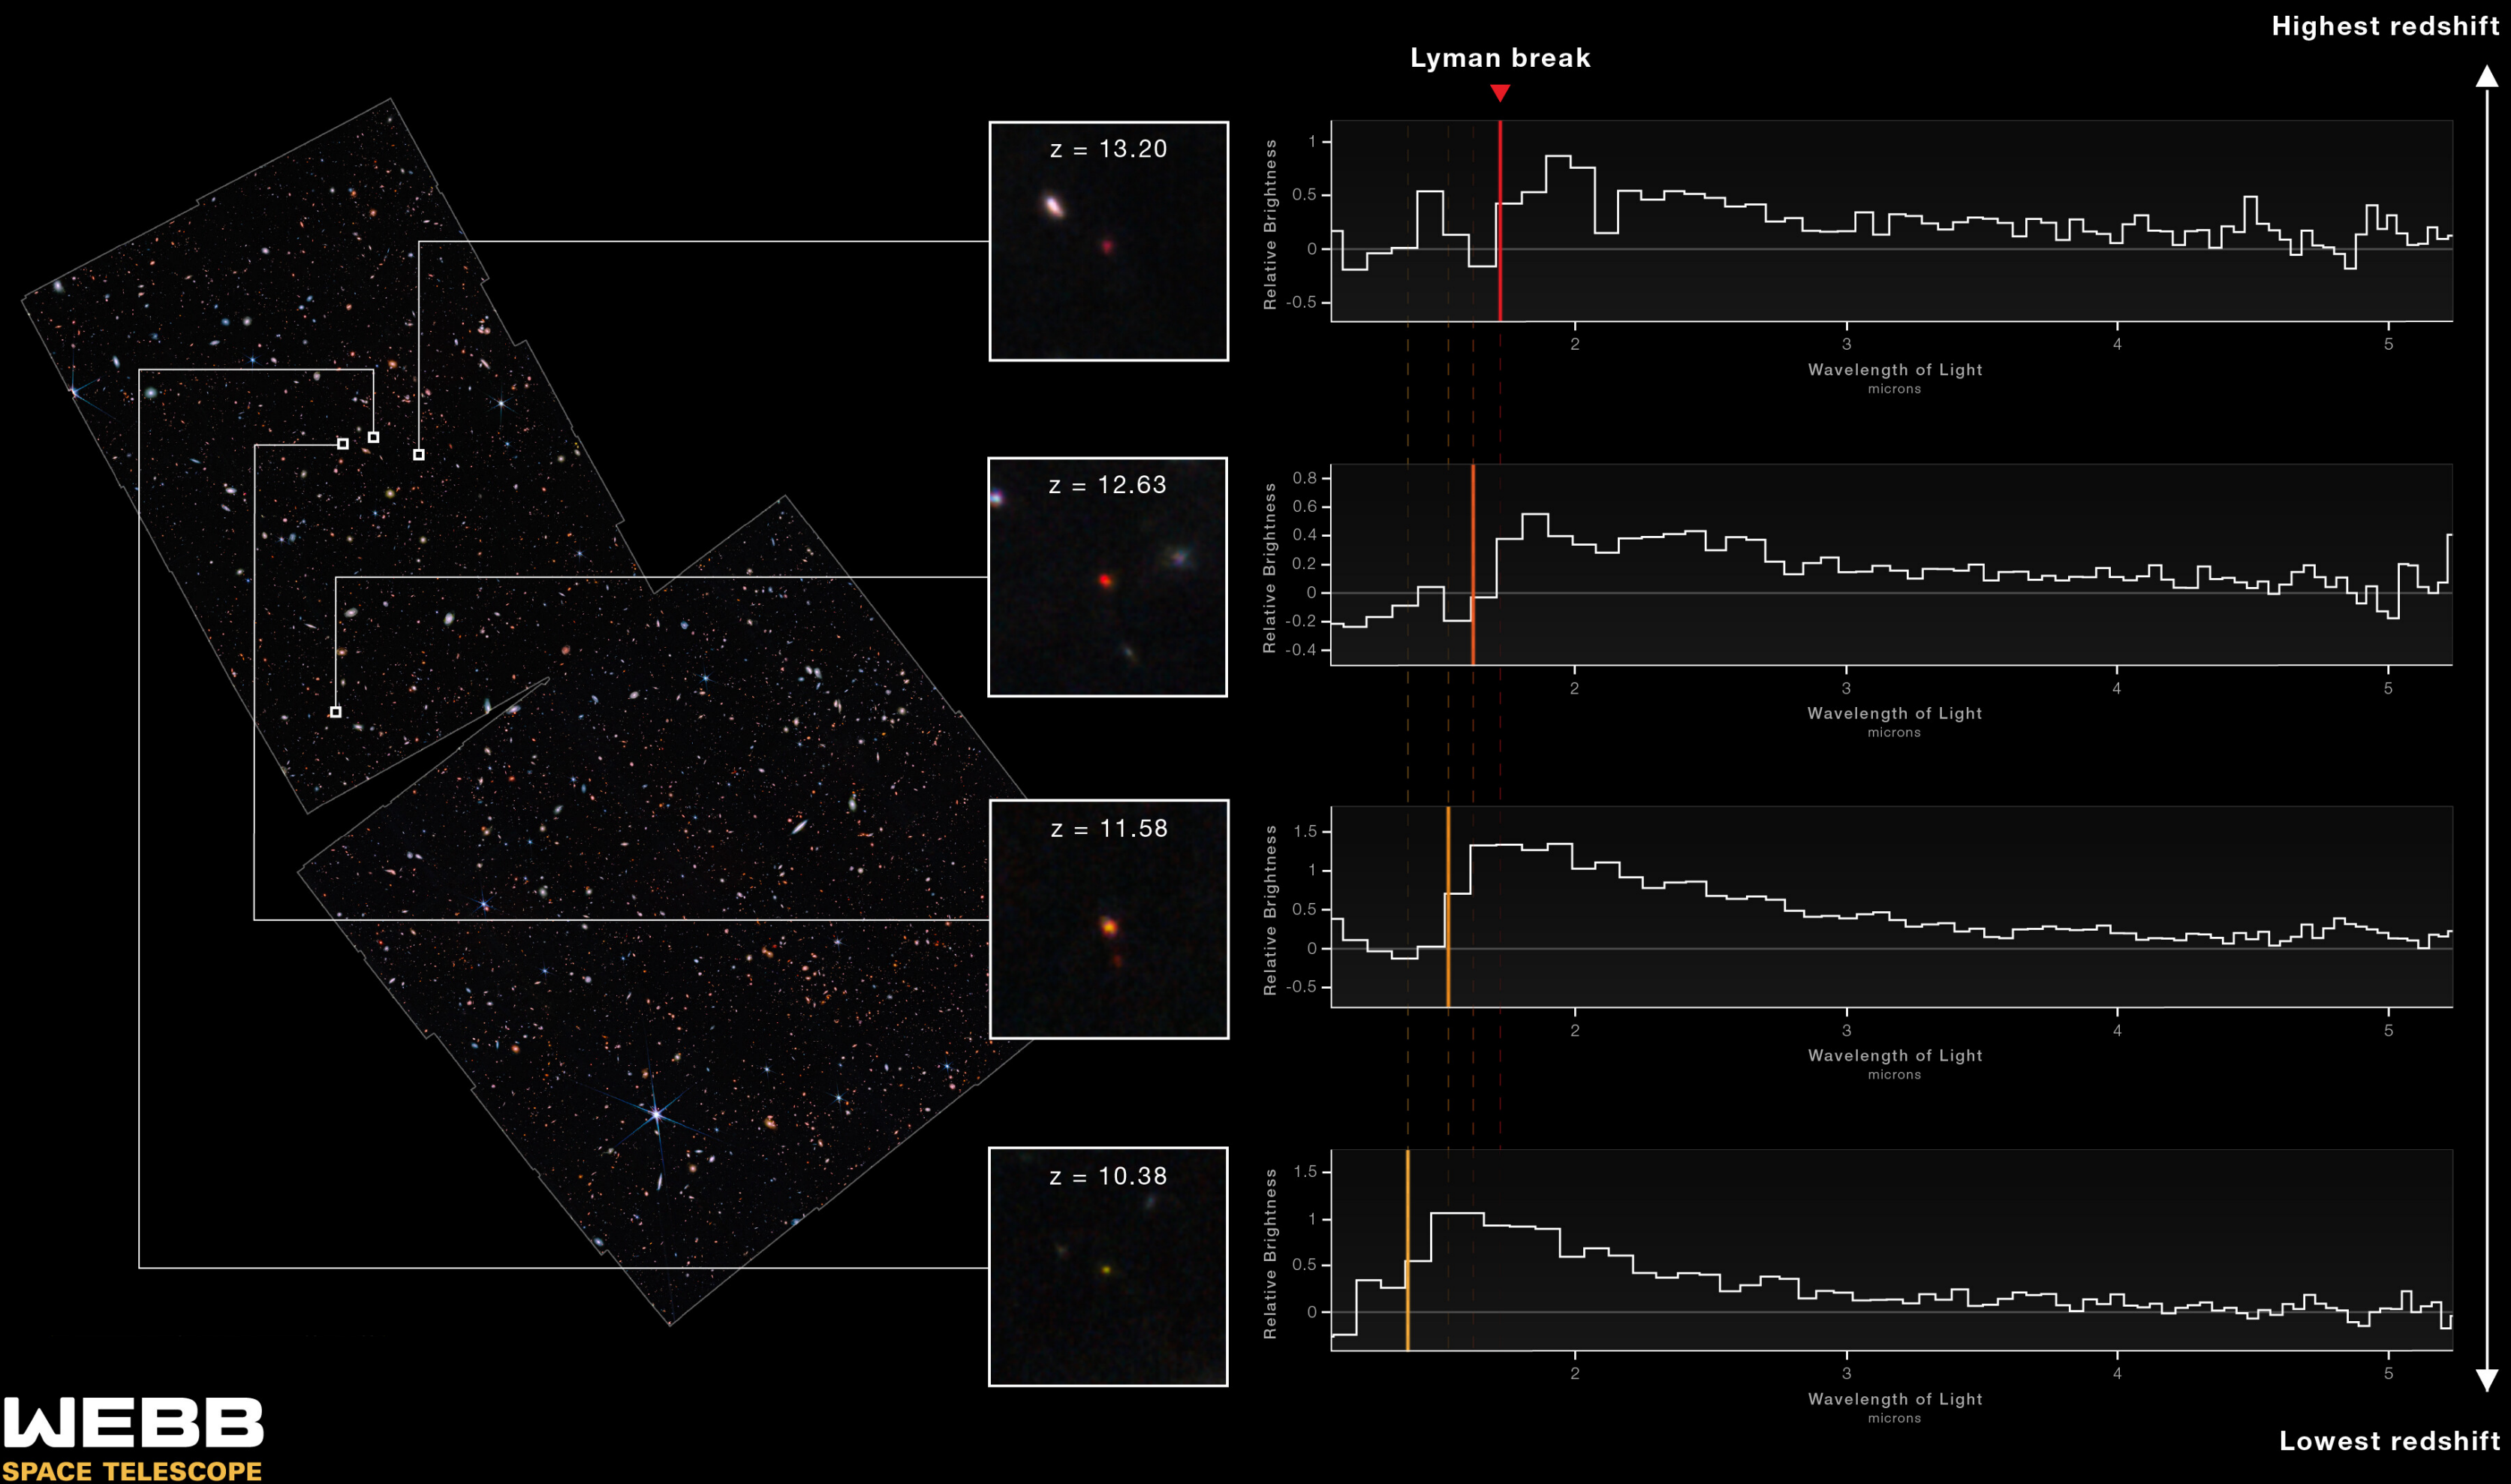 Highest redshift
Lyman break
z = 13.20
Relative Brightness
1
0.5
0
-0.5
2 3 4 5
Wavelength of Light
microns
z = 12.63
Relative Brightness
0.8
0.6
0.4
0.2
0
-0.2
-0.4
2 3 4 5
Wavelength of Light
microns
z = 11.58
Relative Brightness
1.5
1
0.5
0
-0.5
2 3 4 5
Wavelength of Light
microns
z = 10.38
Relative Brightness
1.5
1
0.5
0
2 3 4 5
Wavelength of Light
microns
Lowest redshift
WEBB
SPACE TELESCOPE